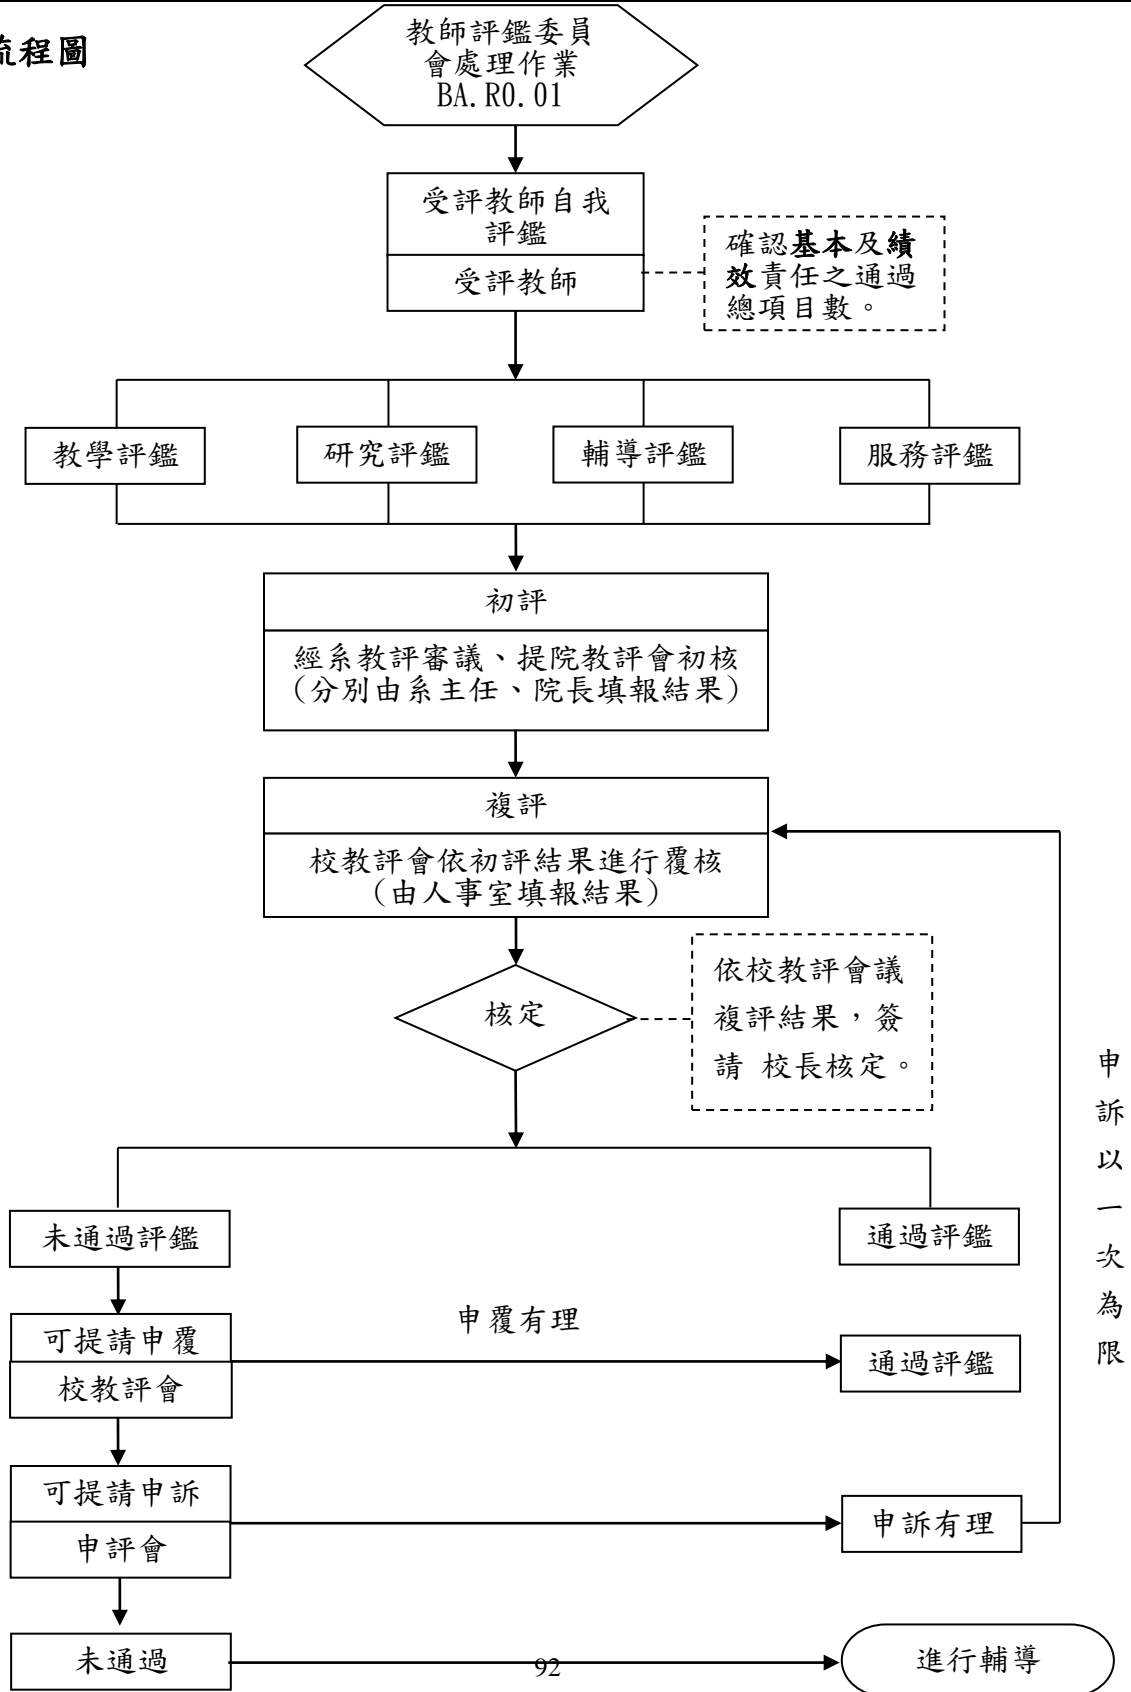 流程圖
教師評鑑委員
會處理作業
BA.R0.01
受評教師自我
評鑑
受評教師
確認基本及績
效責任之通過
總項目數。
教學評鑑
研究評鑑
輔導評鑑
服務評鑑
初評
經系教評審議、提院教評會初核
（分別由系主任、院長填報結果）
複評
校教評會依初評結果進行覆核
（由人事室填報結果）
核定
依校教評會議
複評結果，簽
請 校長核定。
申訴以一次為限
未通過評鑑
通過評鑑
可提請申覆
校教評會
申覆有理
通過評鑑
可提請申訴
申評會
申訴有理
未通過
進行輔導
92